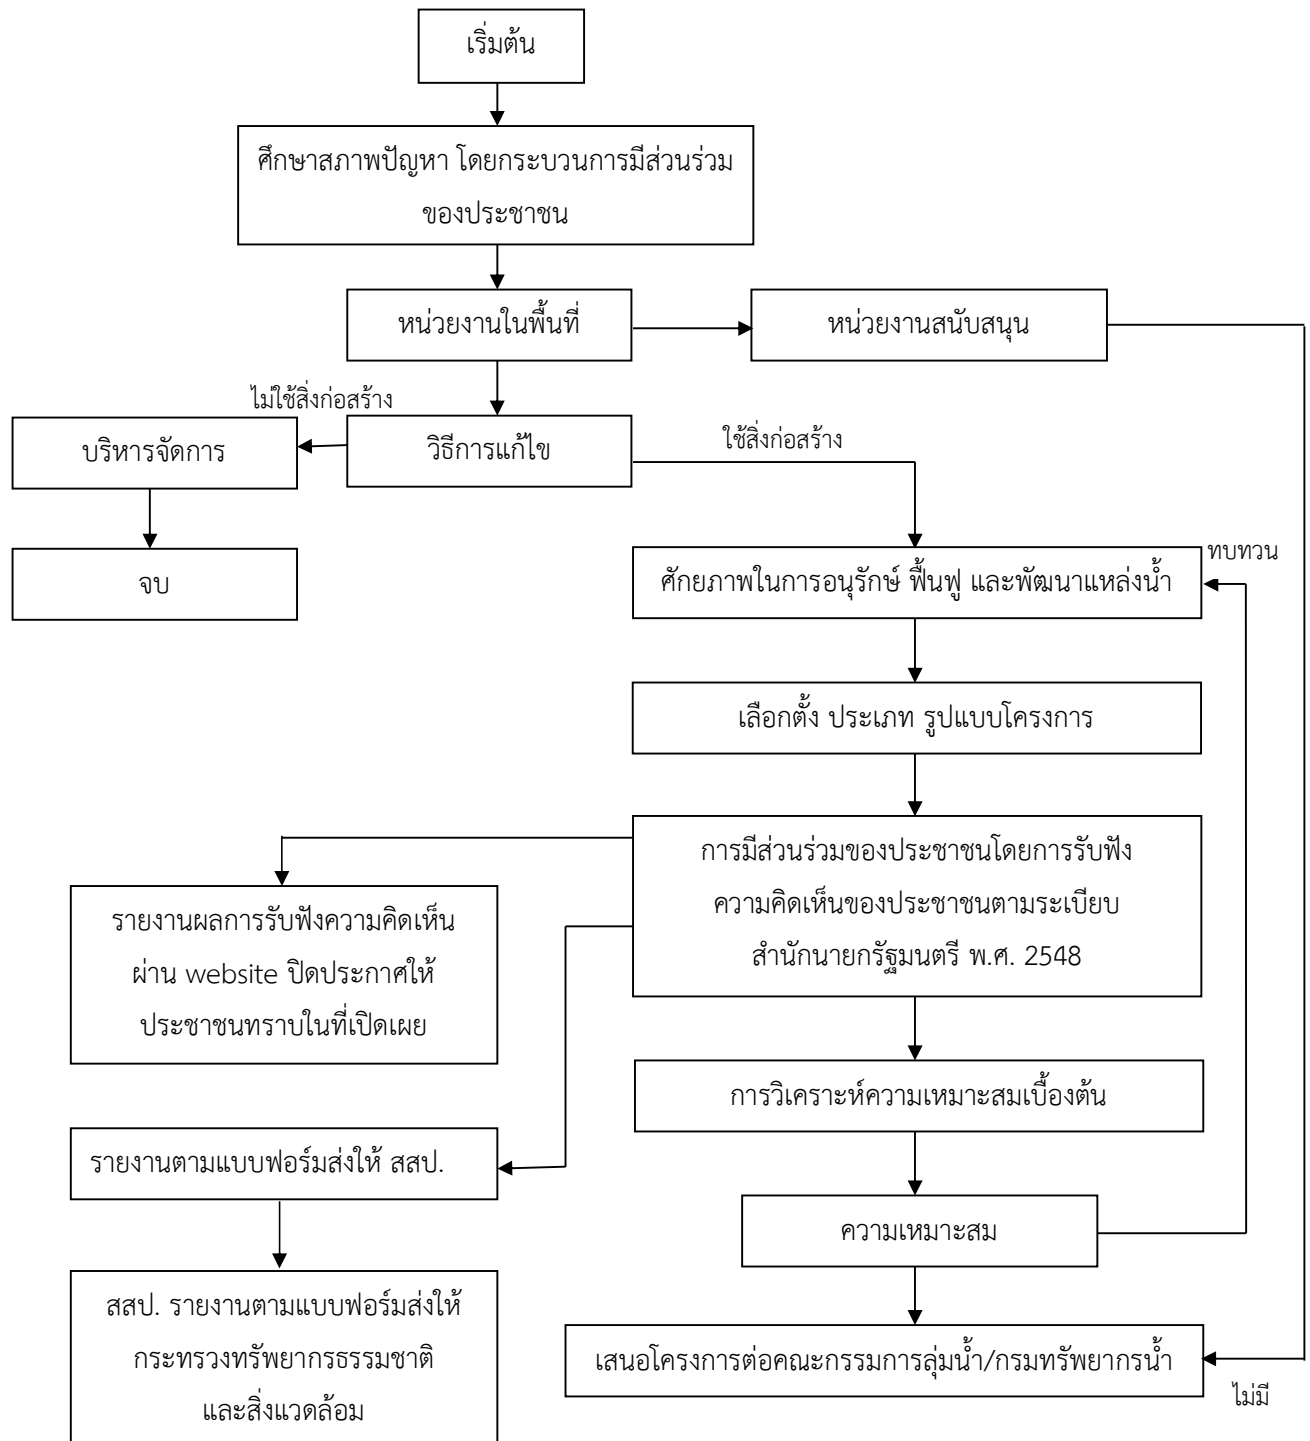 เริ่มต้น
ศึกษาสภาพปัญหา โดยกระบวนการมีส่วนร่วม
ของประชาชน
หน่วยงานในพื้นที่
หน่วยงานสนับสนุน
ไม่ใช้สิ่งก่อสร้าง
บริหารจัดการ
วิธีการแก้ไข
ใช้สิ่งก่อสร้าง
จบ
ทบทวน
ศักยภาพในการอนุรักษ์ ฟื้นฟู และพัฒนาแหล่งน้ำ
เลือกตั้ง ประเภท รูปแบบโครงการ
การมีส่วนร่วมของประชาชนโดยการรับฟัง
ความคิดเห็นของประชาชนตามระเบียบ
สำนักนายกรัฐมนตรี พ.ศ. 2548
รายงานผลการรับฟังความคิดเห็น
ผ่าน website ปิดประกาศให้
ประชาชนทราบในที่เปิดเผย
การวิเคราะห์ความเหมาะสมเบื้องต้น
รายงานตามแบบฟอร์มส่งให้ สสป.
ความเหมาะสม
สสป. รายงานตามแบบฟอร์มส่งให้
กระทรวงทรัพยากรธรรมชาติ
และสิ่งแวดล้อม
เสนอโครงการต่อคณะกรรมการลุ่มน้ำ/กรมทรัพยากรน้ำ
ไม่มี